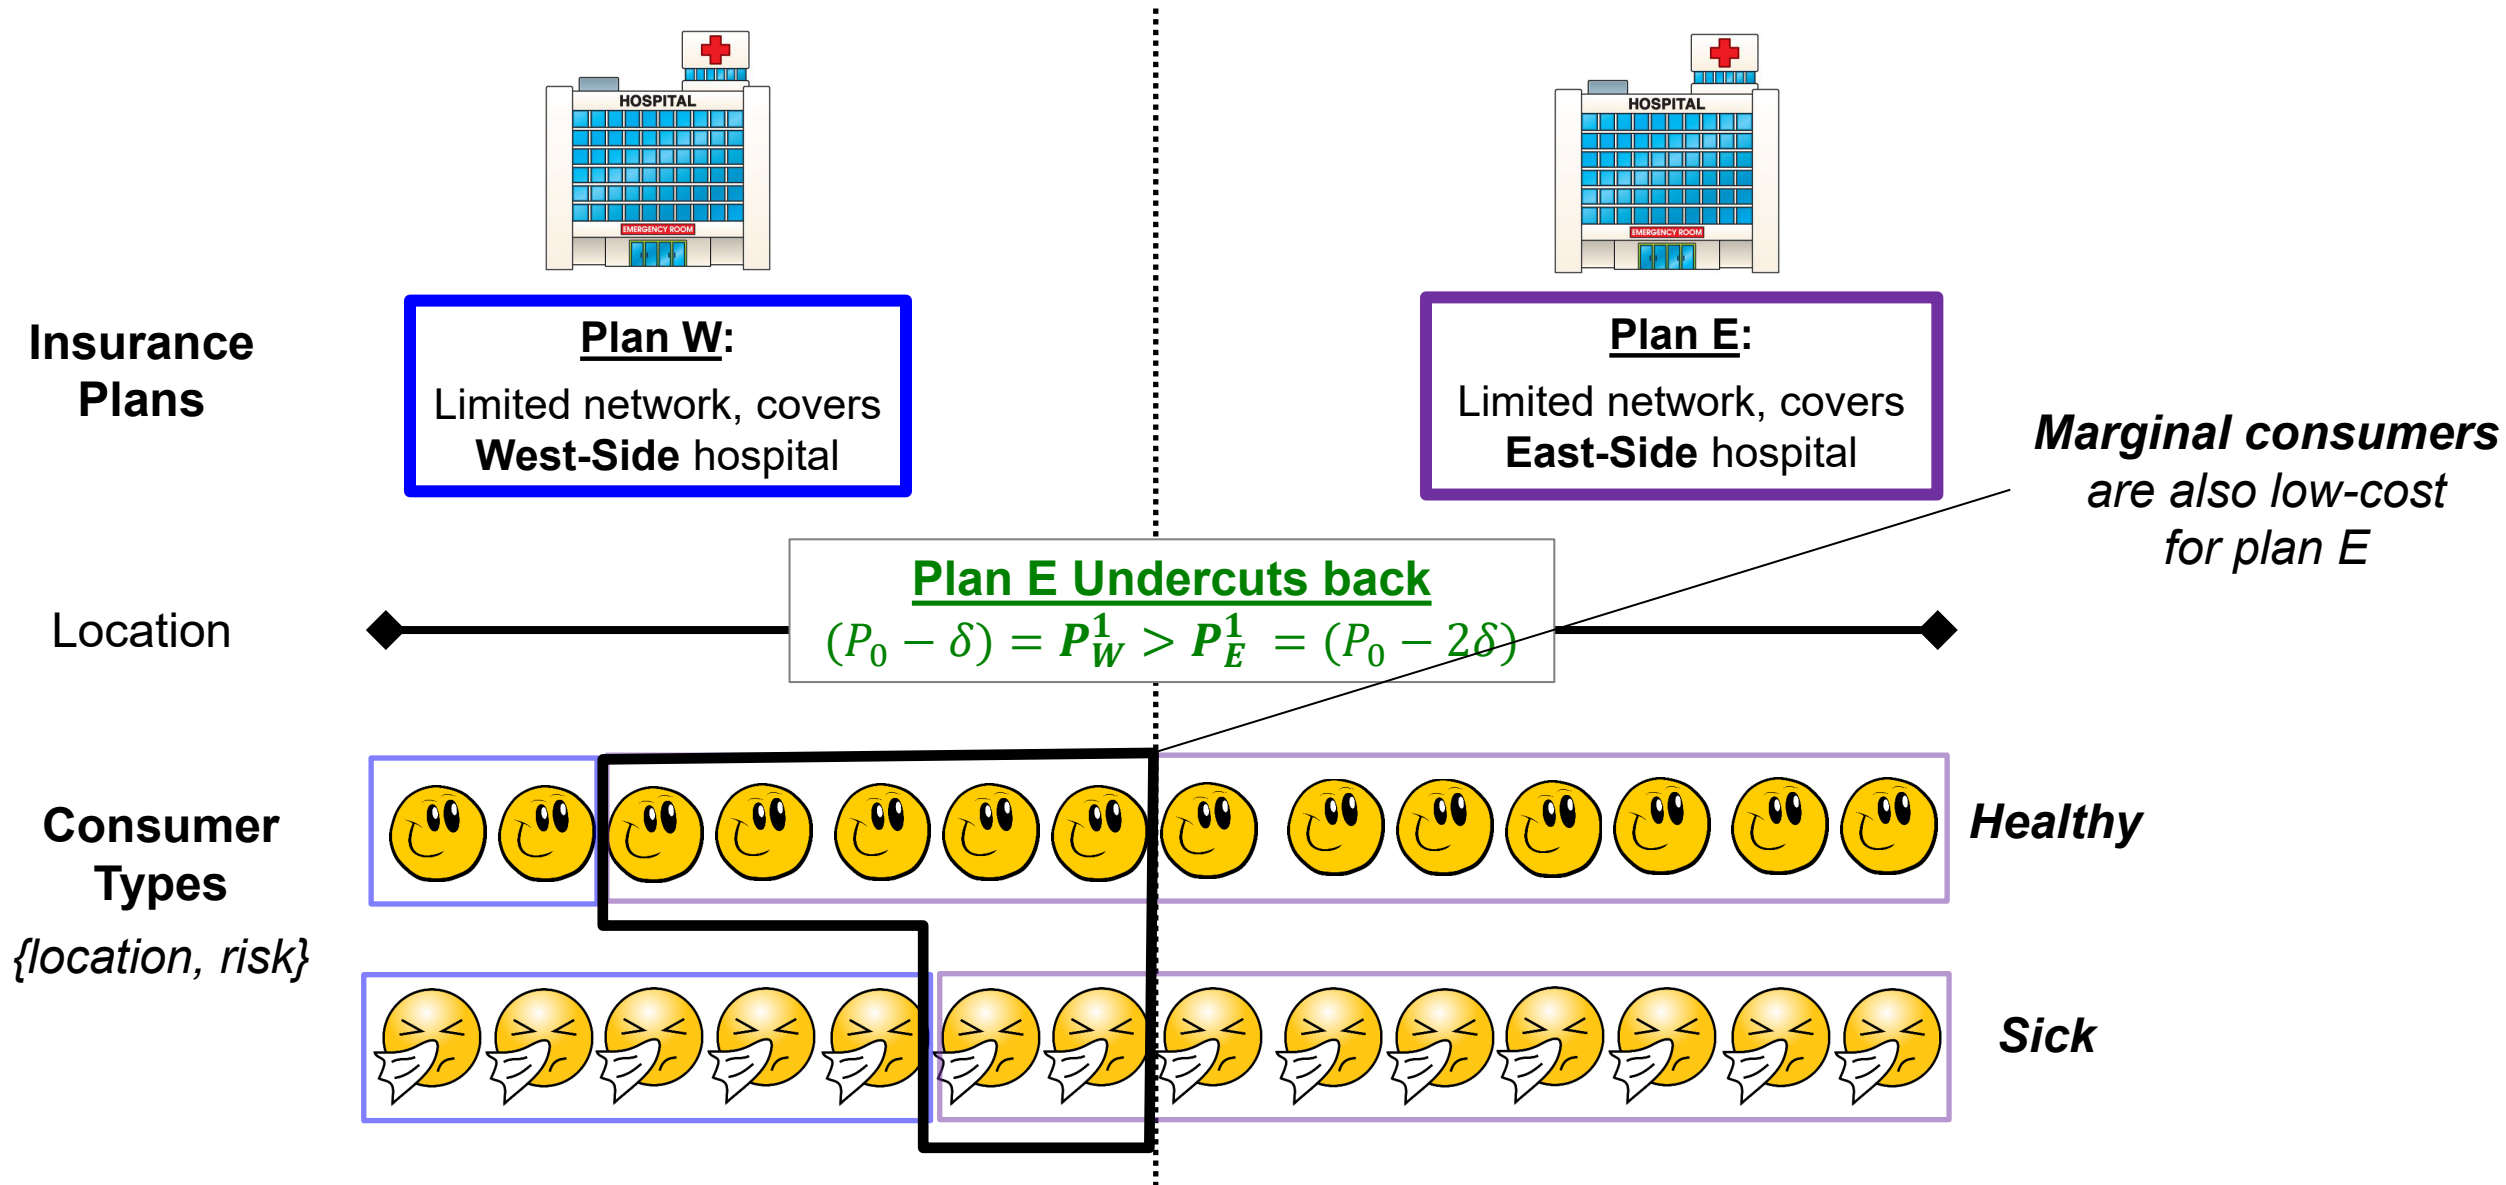 HOSPITAL
EMERGENCY ROOM
HOSPITAL
EMERGENCY ROOM
Insurance
Plans
Plan W:
Limited network, covers
West-Side hospital
Plan E:
Limited network, covers
East-Side hospital
Marginal consumers
are also low-cost
for plan E
Location
Plan E Undercuts back
(P₀ − δ) = P¹_W > P¹_E = (P₀ − 2δ)
Consumer
Types
{location, risk}
Healthy
Sick